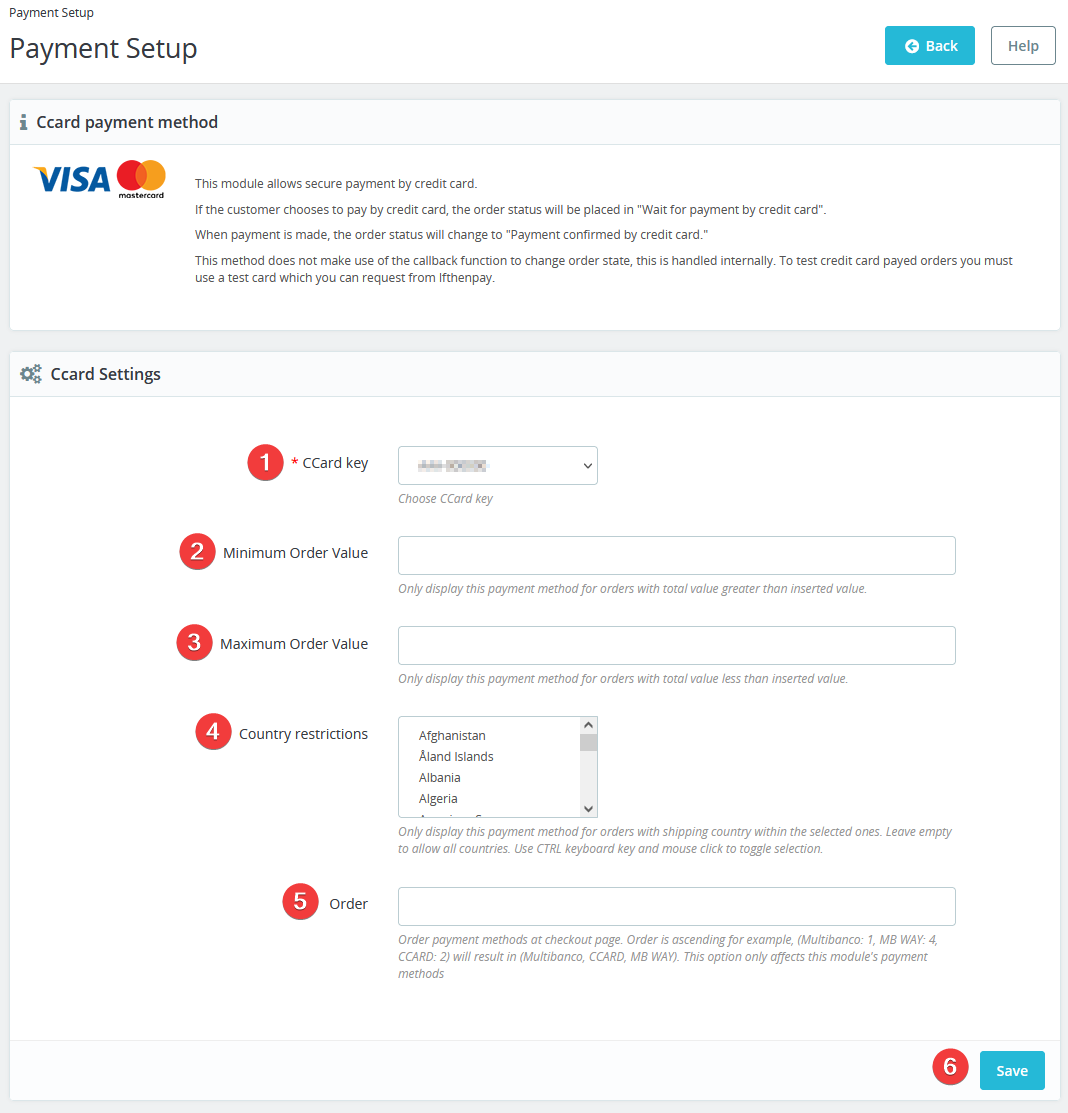 Payment Setup
Payment Setup
Back
Help
Ccard payment method
VISA
mastercard
This module allows secure payment by credit card.
If the customer chooses to pay by credit card, the order status will be placed in "Wait for payment by credit card".
When payment is made, the order status will change to "Payment confirmed by credit card."
This method does not make use of the callback function to change order state, this is handled internally. To test credit card payed orders you must
use a test card which you can request from Ifthenpay.
Ccard Settings
1 * CCard key
Choose CCard key
2 Minimum Order Value
Only display this payment method for orders with total value greater than inserted value.
3 Maximum Order Value
Only display this payment method for orders with total value less than inserted value.
4 Country restrictions
Afghanistan
Åland Islands
Albania
Algeria
Only display this payment method for orders with shipping country within the selected ones. Leave empty
to allow all countries. Use CTRL keyboard key and mouse click to toggle selection.
5 Order
Order payment methods at checkout page. Order is ascending for example, (Multibanco: 1, MB WAY: 4,
CCARD: 2) will result in (Multibanco, CCARD, MB WAY). This option only affects this module's payment
methods
6 Save